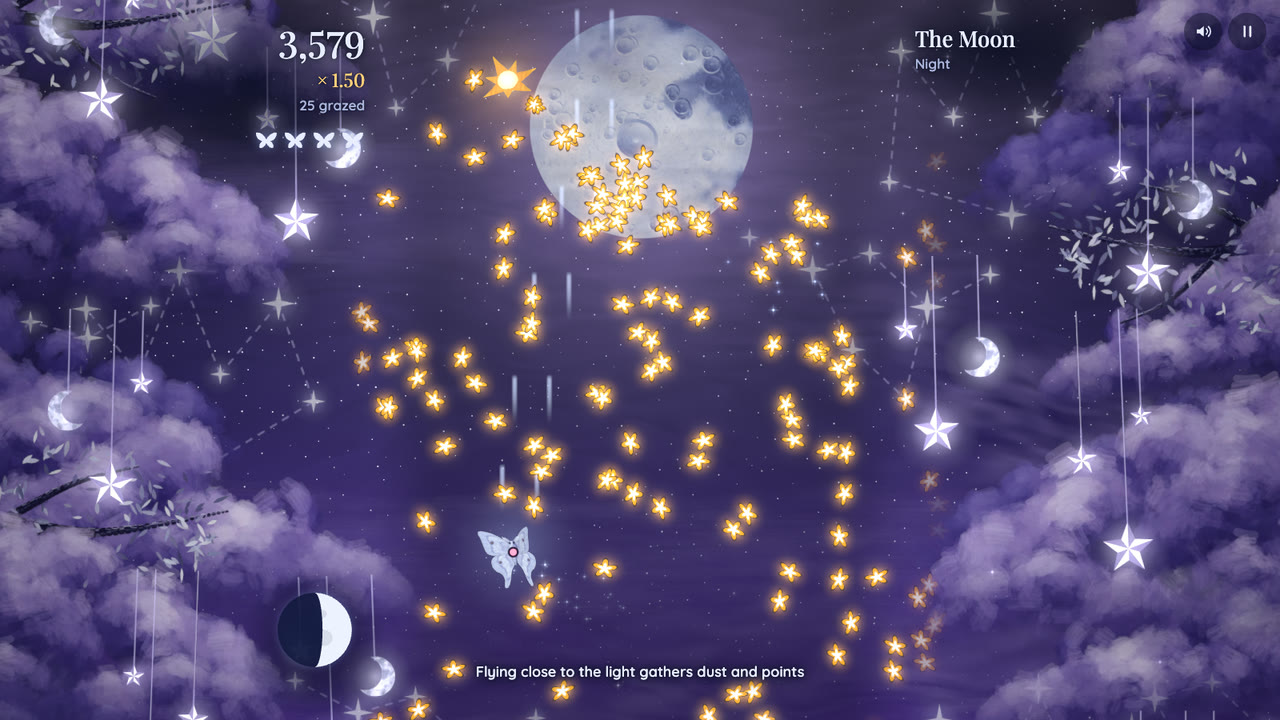 3,579
× 1.50
25 grazed
The Moon
Night
Flying close to the light gathers dust and points